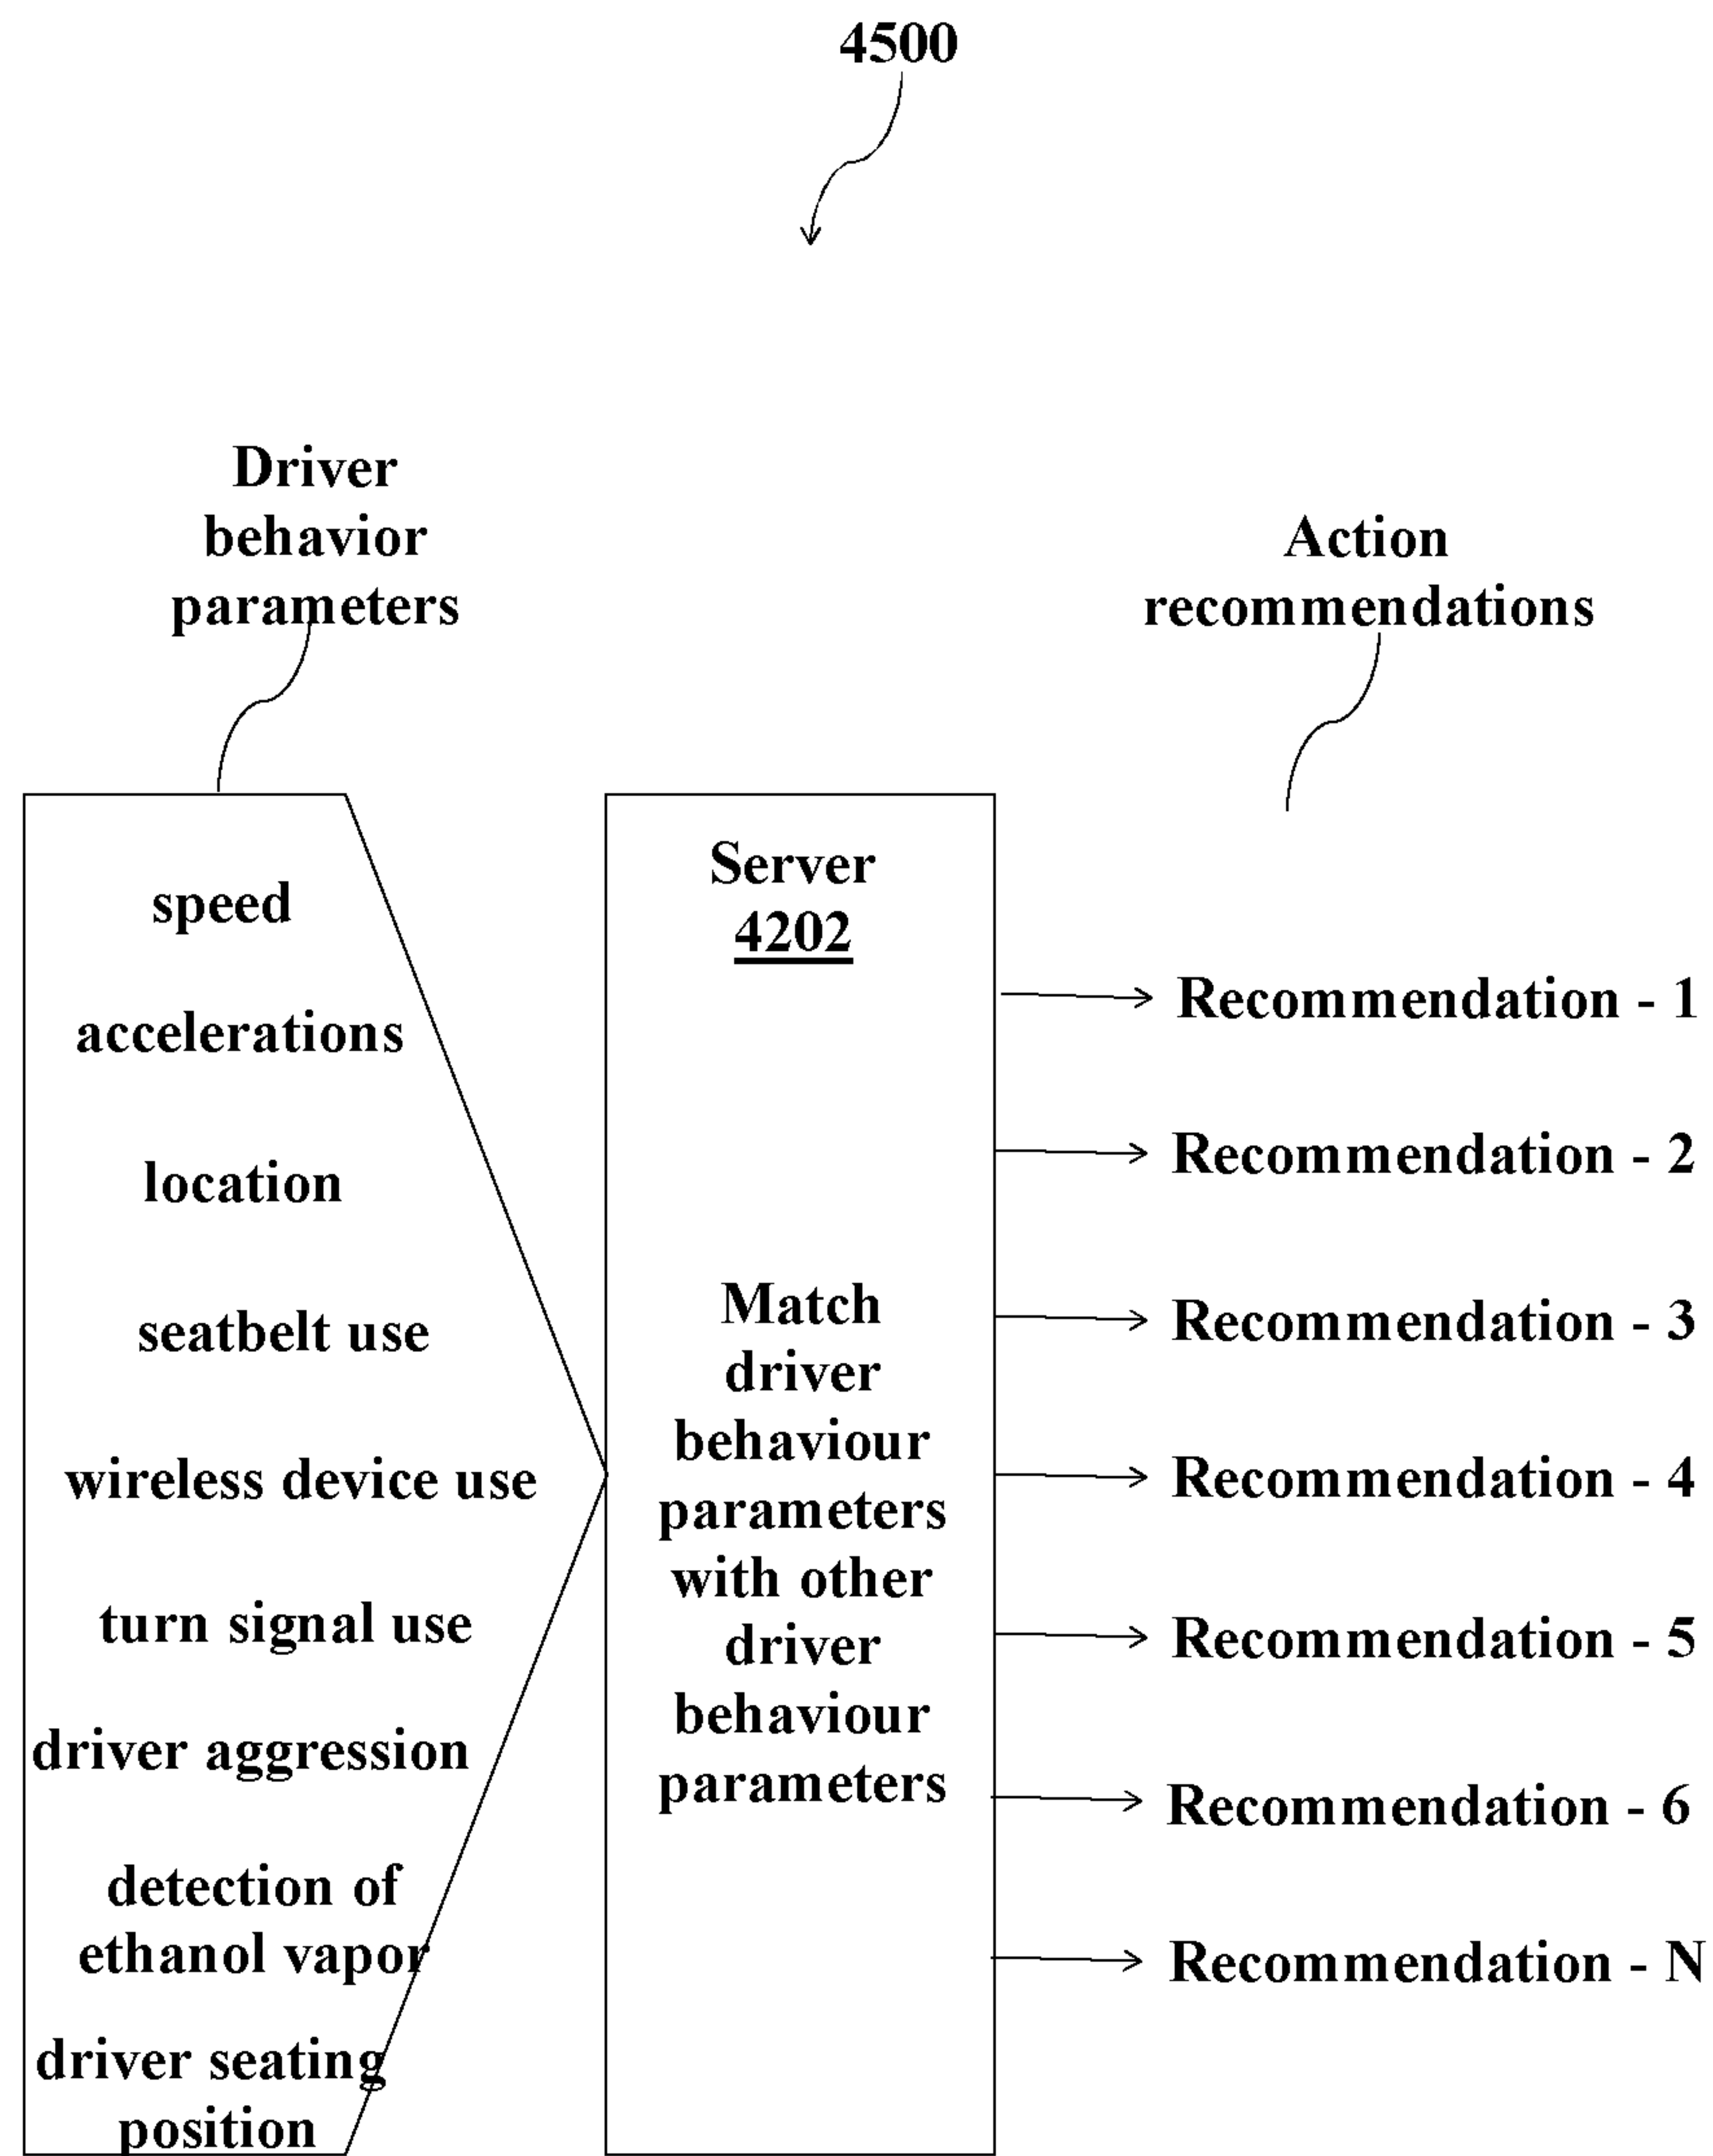 4500
Driver
behavior
parameters
Action
recommendations
speed
accelerations
location
seatbelt use
wireless device use
turn signal use
driver aggression
detection of
ethanol vapor
driver seating
position
Server
4202
Match
driver
behaviour
parameters
with other
driver
behaviour
parameters
Recommendation - 1
Recommendation - 2
Recommendation - 3
Recommendation - 4
Recommendation - 5
Recommendation - 6
Recommendation - N